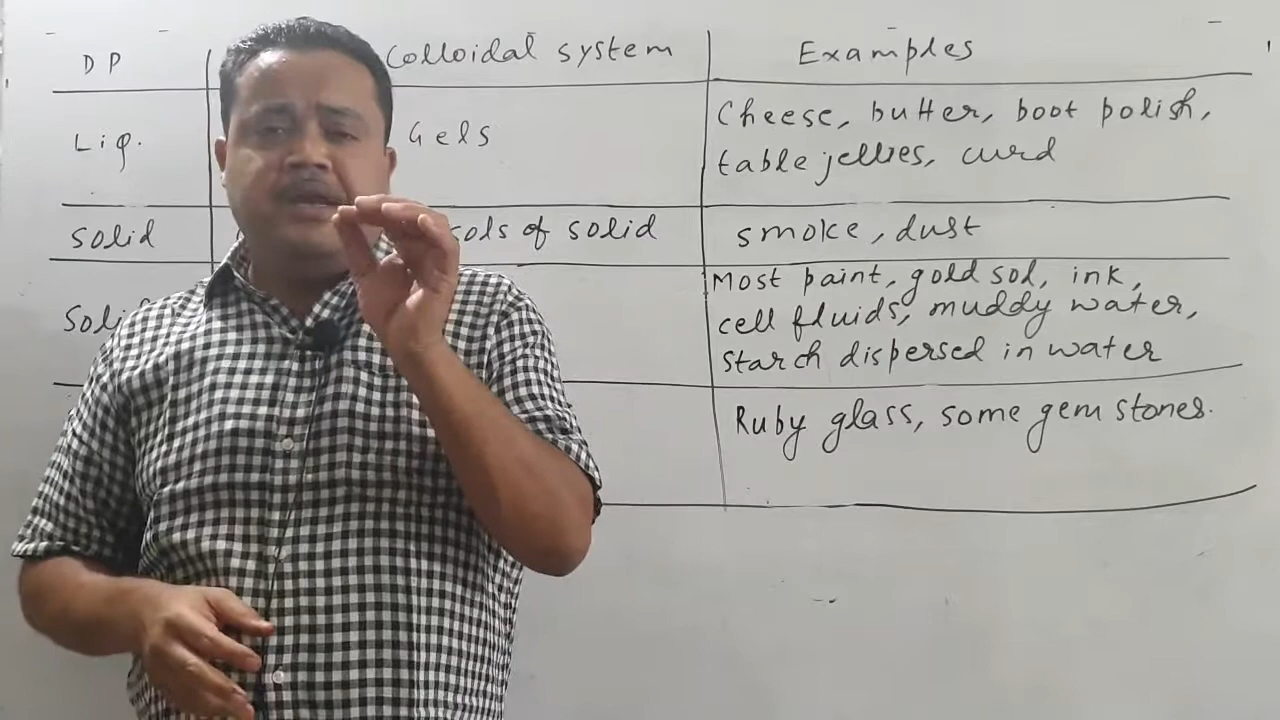 DP Colloidal system Examples
Liq. Gels Cheese, butter, boot polish,
table jellies, curd
solid sols of solid smoke, dust
Most paint, gold sol, ink,
cell fluids, muddy water,
starch dispersed in water
Ruby glass, some gem stones.